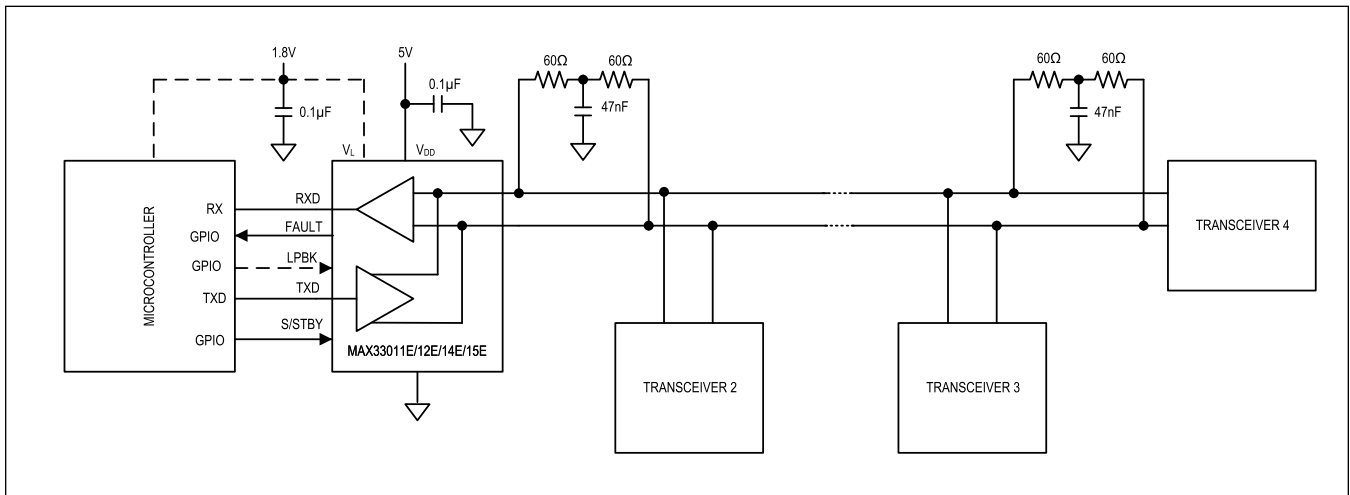 1.8V
5V
60Ω
60Ω
60Ω
60Ω
0.1µF
0.1µF
47nF
47nF
VL
VDD
MICROCONTROLLER
RX
RXD
GPIO
FAULT
GPIO
LPBK
TXD
TXD
GPIO
S/STBY
MAX33011E/12E/14E/15E
TRANSCEIVER 2
TRANSCEIVER 3
TRANSCEIVER 4